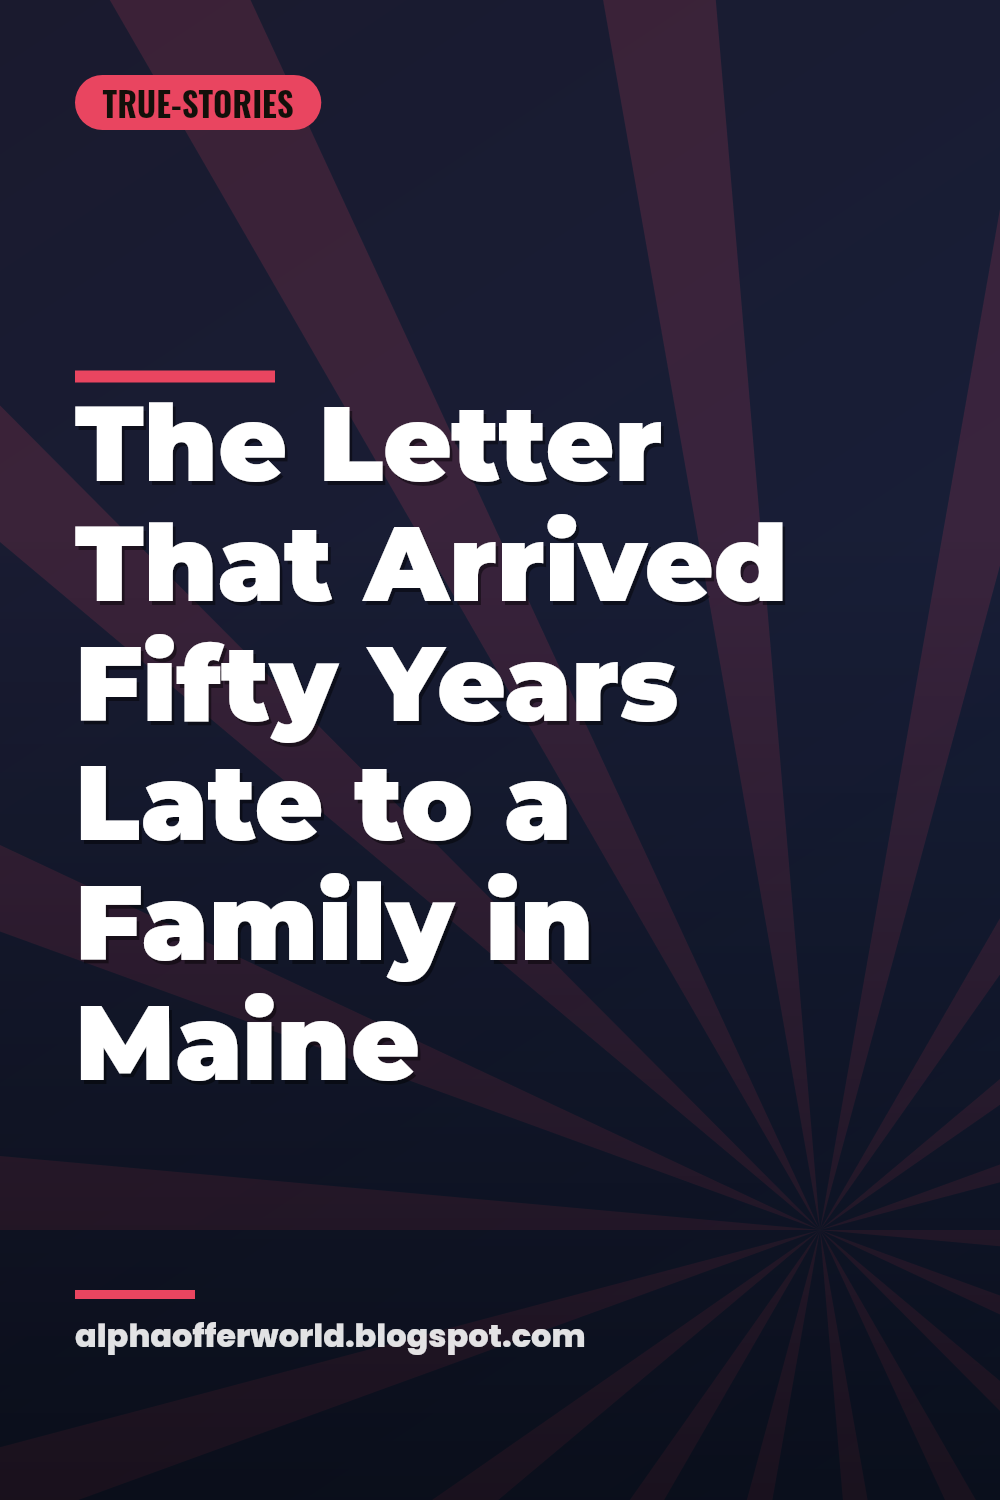 TRUE-STORIES
The Letter
That Arrived
Fifty Years
Late to a
Family in
Maine
alphaofferworld.blogspot.com